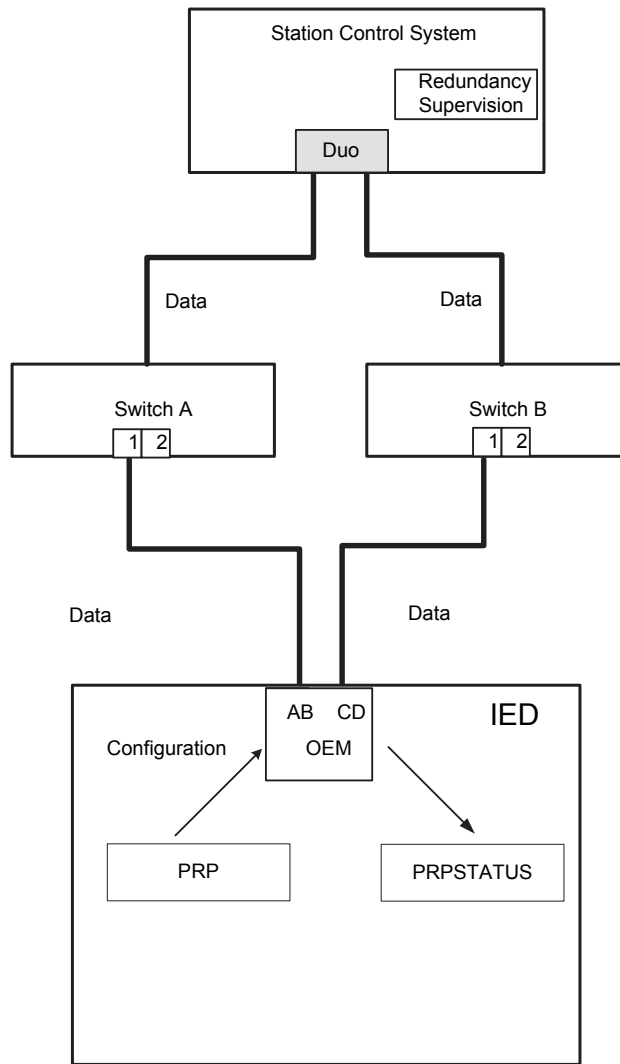 Station Control System
Redundancy
Supervision
Duo
Data
Data
Switch A
Switch B
1 2
1 2
Data
Data
AB CD
IED
Configuration
OEM
PRP
PRPSTATUS